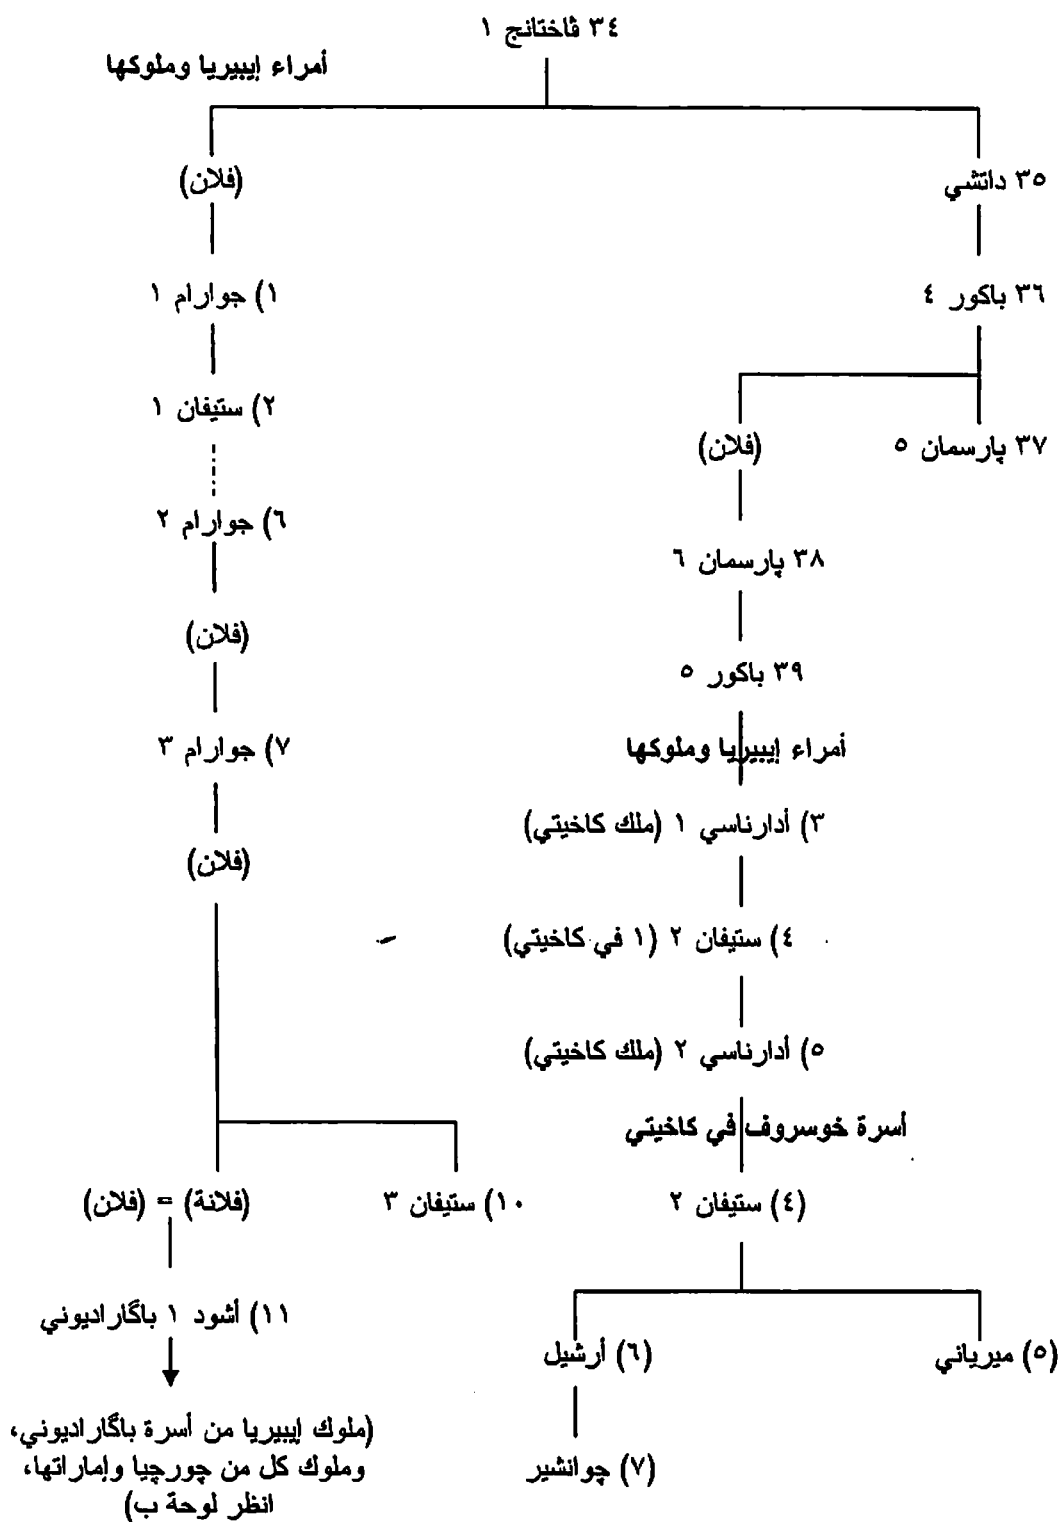 ٣٤ ڤاختانج ١
أمراء إيبيريا وملوكها
(فلان)
٣٥ داتشي
١) جوارام ١
٣٦ باكور ٤
٢) ستيفان ١
(فلان)
٣٧ پارسمان ٥
٦) جوارام ٢
٣٨ پارسمان ٦
(فلان)
٣٩ باكور ٥
٧) جوارام ٣
أمراء إيبيريا وملوكها
٣) أدارناسي ١ (ملك كاخيتي)
(فلان)
٤) ستيفان ٢ (١ في كاخيتي)
٥) أدارناسي ٢ (ملك كاخيتي)
أسرة خوسروف في كاخيتي
(فلانة) = (فلان)
١٠) ستيفان ٣
(٤) ستيفان ٢
١١) أشود ١ باگاراديوني
(٦) أرشيل
(٥) ميرياني
(ملوك إيبيريا من أسرة باگاراديوني،
وملوك كل من چورچيا وإماراتها،
انظر لوحة ب)
(٧) چوانشير